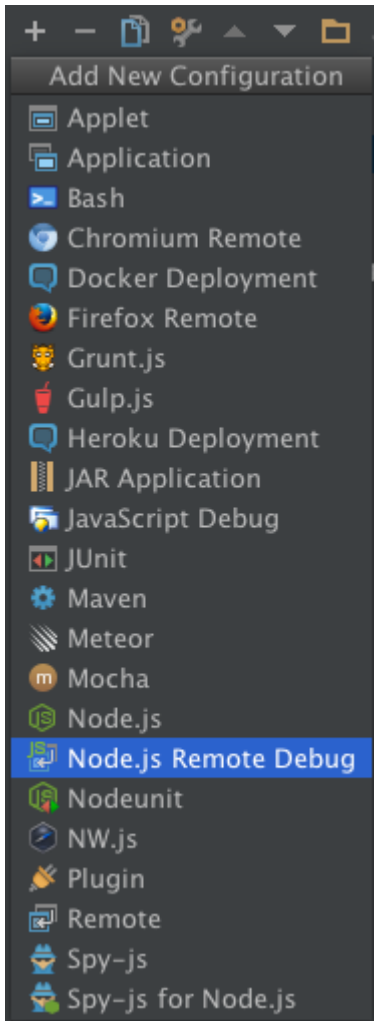 Add New Configuration
Applet
Application
Bash
Chromium Remote
Docker Deployment
Firefox Remote
Grunt.js
Gulp.js
Heroku Deployment
JAR Application
JavaScript Debug
JUnit
Maven
Meteor
Mocha
Node.js
Node.js Remote Debug
Nodeunit
NW.js
Plugin
Remote
Spy-js
Spy-js for Node.js